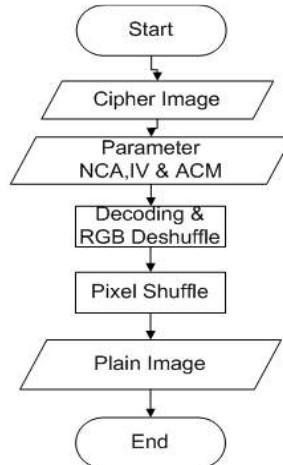 Start
Cipher Image
Parameter
NCA,IV & ACM
Decoding &
RGB Deshuffle
Pixel Shuffle
Plain Image
End